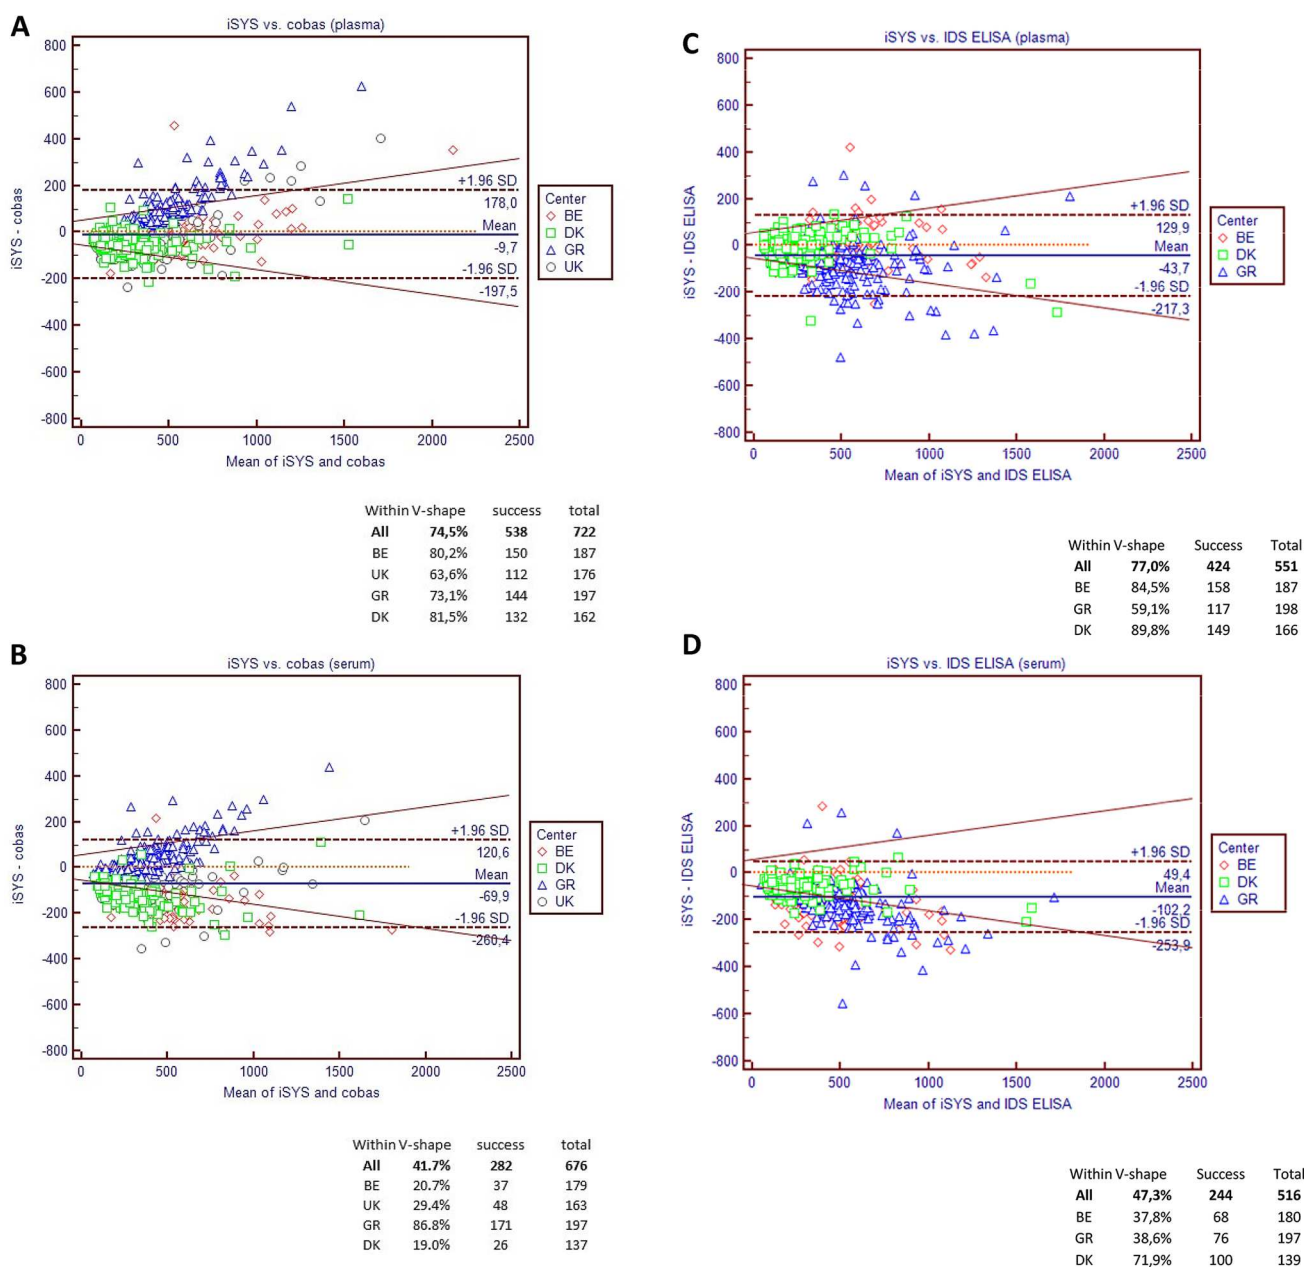 A
iSYS vs. cobas (plasma)
800
600
400
200
0
-200
-400
-600
-800
iSYS - cobas
+1.96 SD
178,0
Mean
-9,7
-1.96 SD
-197,5
0 500 1000 1500 2000 2500
Mean of iSYS and cobas
Center
BE
DK
GR
UK
Within V-shape success total
All 74,5% 538 722
BE 80,2% 150 187
UK 63,6% 112 176
GR 73,1% 144 197
DK 81,5% 132 162
B
iSYS vs. cobas (serum)
800
600
400
200
0
-200
-400
-600
-800
iSYS - cobas
+1.96 SD
120,6
Mean
-69,9
-1.96 SD
-260,4
0 500 1000 1500 2000 2500
Mean of iSYS and cobas
Center
BE
DK
GR
UK
Within V-shape success total
All 41.7% 282 676
BE 20.7% 37 179
UK 29.4% 48 163
GR 86.8% 171 197
DK 19.0% 26 137
C
iSYS vs. IDS ELISA (plasma)
800
600
400
200
0
-200
-400
-600
-800
iSYS - IDS ELISA
+1.96 SD
129,9
Mean
-43,7
-1.96 SD
-217,3
0 500 1000 1500 2000 2500
Mean of iSYS and IDS ELISA
Center
BE
DK
GR
Within V-shape Success Total
All 77,0% 424 551
BE 84,5% 158 187
GR 59,1% 117 198
DK 89,8% 149 166
D
iSYS vs. IDS ELISA (serum)
800
600
400
200
0
-200
-400
-600
-800
iSYS - IDS ELISA
+1.96 SD
49,4
Mean
-102,2
-1.96 SD
-253,9
0 500 1000 1500 2000 2500
Mean of iSYS and IDS ELISA
Center
BE
DK
GR
Within V-shape Success Total
All 47,3% 244 516
BE 37,8% 68 180
GR 38,6% 76 197
DK 71,9% 100 139